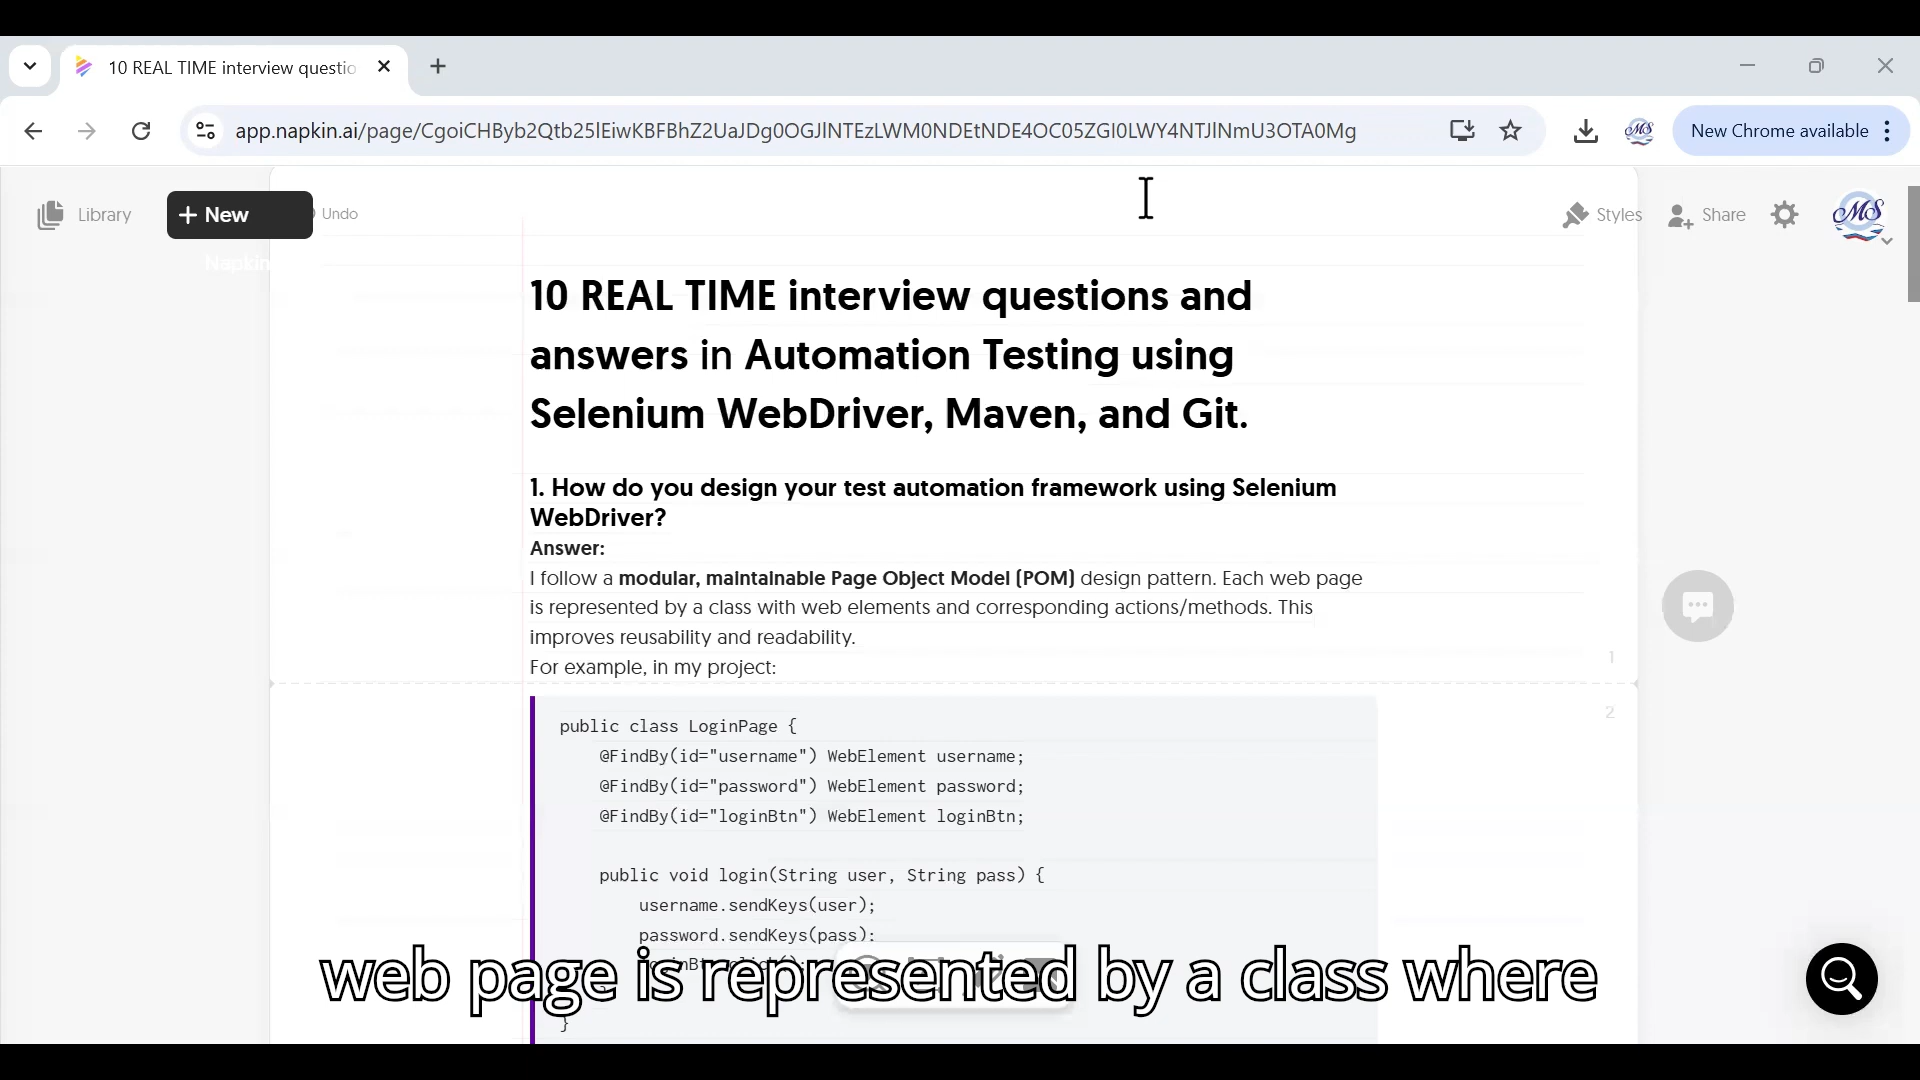 10 REAL TIME interview questio
app.napkin.ai/page/CgoiCHByb2Qtb25lEiwKBFBhZ2UaJDg0OGJlNTEzLWM0NDEtNDE4OC05ZGI0LWY4NTJlNmU3OTA0Mg
New Chrome available
Library
+ New
Napkin
Undo
Styles
Share
MS
10 REAL TIME interview questions and
answers in Automation Testing using
Selenium WebDriver, Maven, and Git.
1. How do you design your test automation framework using Selenium
WebDriver?
Answer:
I follow a modular, maintainable Page Object Model (POM) design pattern. Each web page
is represented by a class with web elements and corresponding actions/methods. This
improves reusability and readability.
For example, in my project:
1
2
public class LoginPage {
@FindBy(id="username") WebElement username;
@FindBy(id="password") WebElement password;
@FindBy(id="loginBtn") WebElement loginBtn;
public void login(String user, String pass) {
username.sendKeys(user);
password.sendKeys(pass);
}
web page is represented by a class where